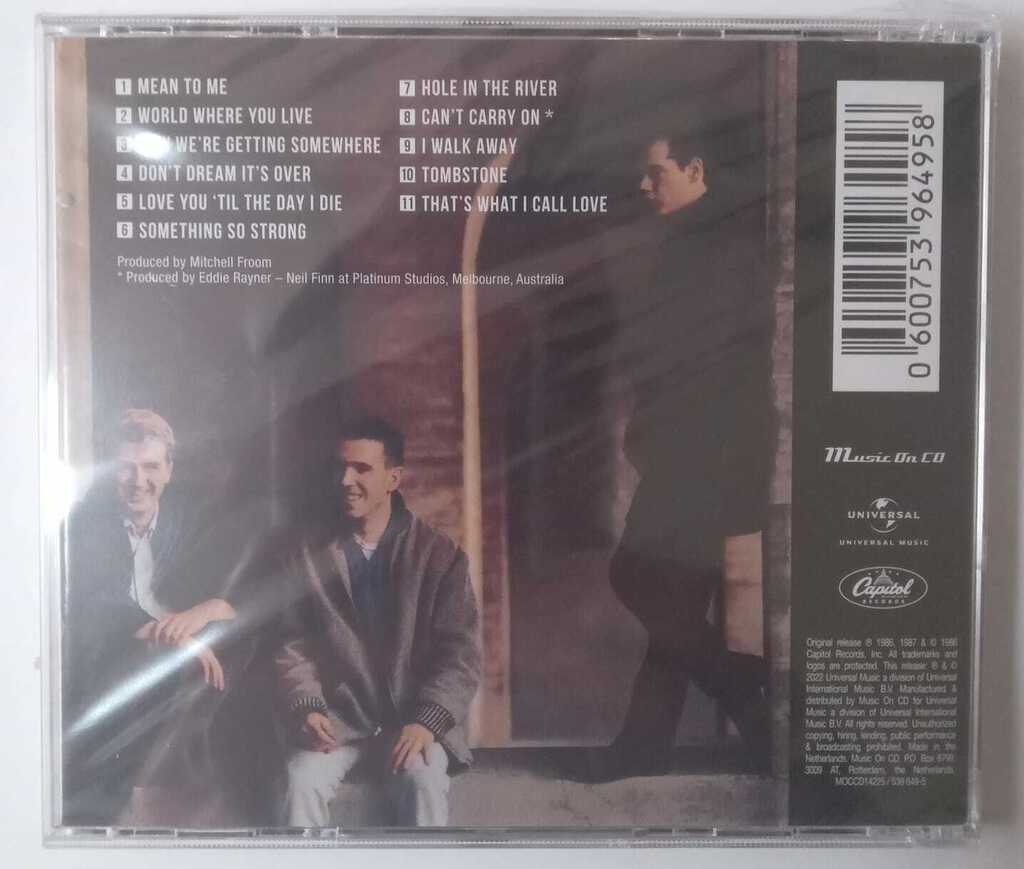 1 MEAN TO ME
2 WORLD WHERE YOU LIVE
3 WE'RE GETTING SOMEWHERE
4 DON'T DREAM IT'S OVER
5 LOVE YOU 'TIL THE DAY I DIE
6 SOMETHING SO STRONG
7 HOLE IN THE RIVER
8 CAN'T CARRY ON *
9 I WALK AWAY
10 TOMBSTONE
11 THAT'S WHAT I CALL LOVE
Produced by Mitchell Froom
* Produced by Eddie Rayner – Neil Finn at Platinum Studios, Melbourne, Australia
0 600753 964958
Music On CD
UNIVERSAL
UNIVERSAL MUSIC
Capitol
RECORDS
Original release ℗ 1986, 1987 & © 1986
Capitol Records, Inc. All trademarks and
logos are protected. This release: ℗ & ©
2022 Universal Music a division of Universal
International Music B.V. Manufactured &
distributed by Music On CD for Universal
Music a division of Universal International
Music B.V. All rights reserved. Unauthorized
copying, hiring, lending, public performance
& broadcasting prohibited. Made in the
Netherlands. Music On CD, P.O. Box 8798,
3009 AT, Rotterdam, the Netherlands.
MOCCD14225 / 539 649-5